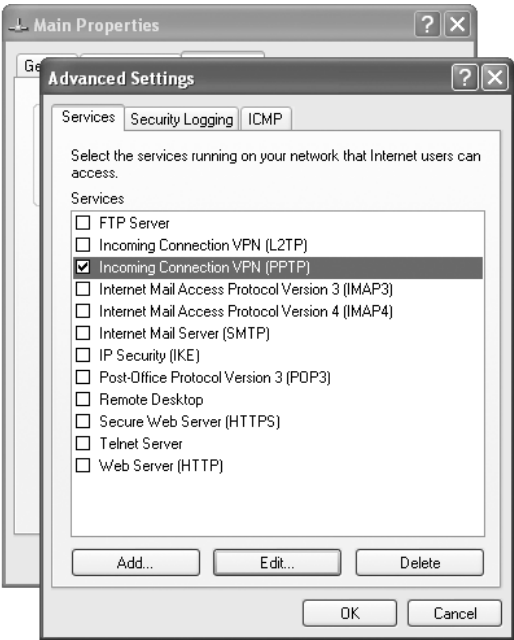 Main Properties
Ge
Advanced Settings
Services
Security Logging
ICMP
Select the services running on your network that Internet users can
access.
Services
FTP Server
Incoming Connection VPN (L2TP)
Incoming Connection VPN (PPTP)
Internet Mail Access Protocol Version 3 (IMAP3)
Internet Mail Access Protocol Version 4 (IMAP4)
Internet Mail Server (SMTP)
IP Security (IKE)
Post-Office Protocol Version 3 (POP3)
Remote Desktop
Secure Web Server (HTTPS)
Telnet Server
Web Server (HTTP)
Add...
Edit...
Delete
OK
Cancel